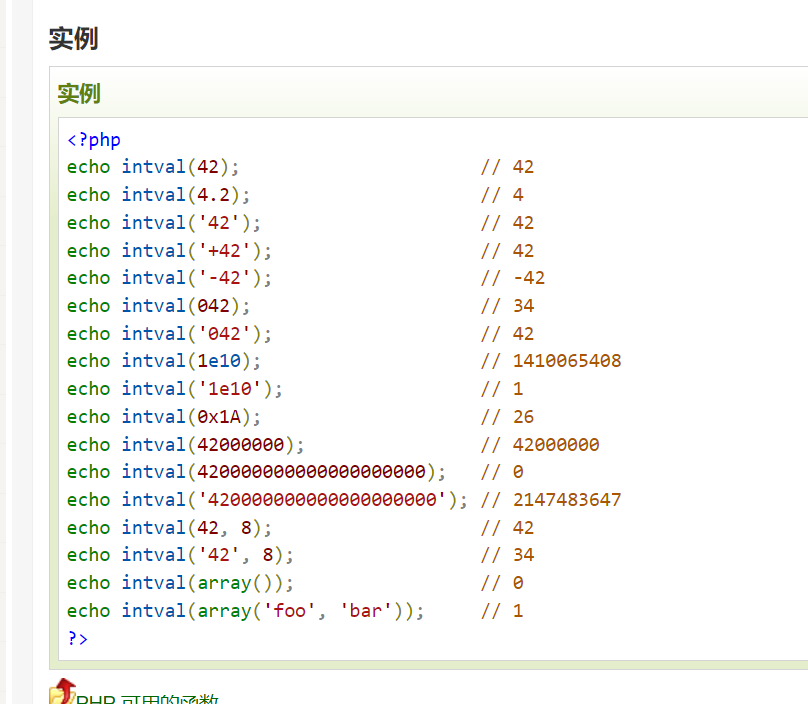 实例
实例
<?php
echo intval(42);                      // 42
echo intval(4.2);                     // 4
echo intval('42');                    // 42
echo intval('+42');                   // 42
echo intval('-42');                   // -42
echo intval(042);                     // 34
echo intval('042');                   // 42
echo intval(1e10);                    // 1410065408
echo intval('1e10');                  // 1
echo intval(0x1A);                    // 26
echo intval(42000000);                // 42000000
echo intval(420000000000000000000);   // 0
echo intval('420000000000000000000'); // 2147483647
echo intval(42, 8);                   // 42
echo intval('42', 8);                 // 34
echo intval(array());                 // 0
echo intval(array('foo', 'bar'));     // 1
?>
PHP 可用的函数